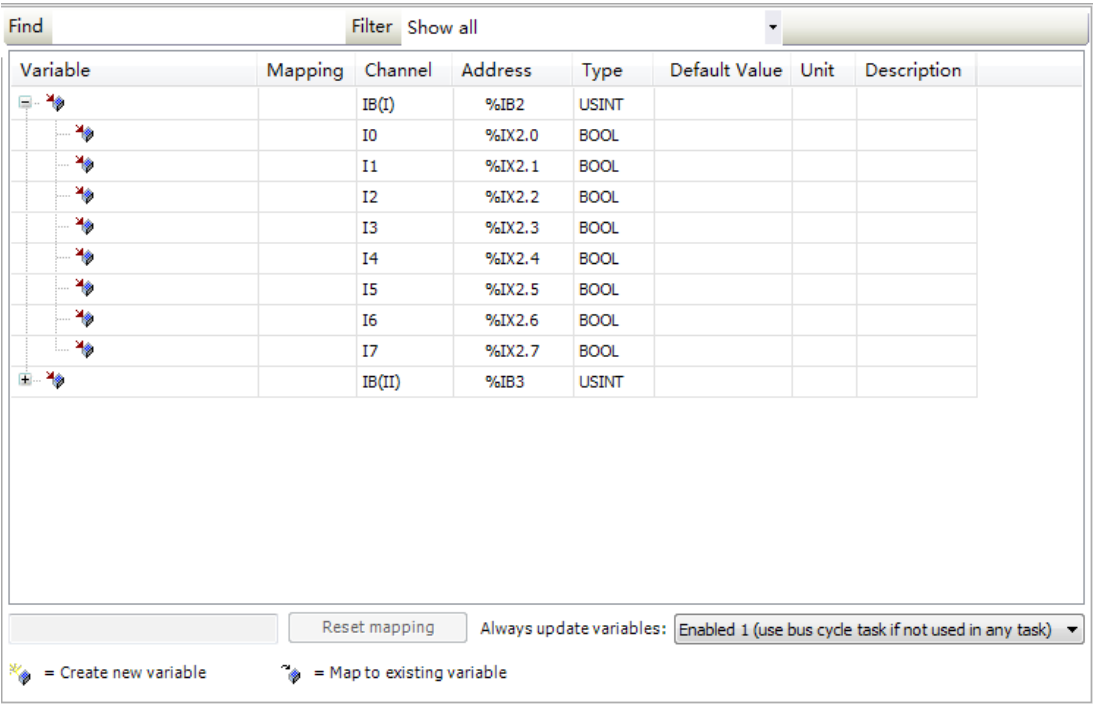 Find Filter Show all
Variable Mapping Channel Address Type Default Value Unit Description
IB(I) %IB2 USINT
I0 %IX2.0 BOOL
I1 %IX2.1 BOOL
I2 %IX2.2 BOOL
I3 %IX2.3 BOOL
I4 %IX2.4 BOOL
I5 %IX2.5 BOOL
I6 %IX2.6 BOOL
I7 %IX2.7 BOOL
IB(II) %IB3 USINT
Reset mapping Always update variables: Enabled 1 (use bus cycle task if not used in any task)
= Create new variable = Map to existing variable